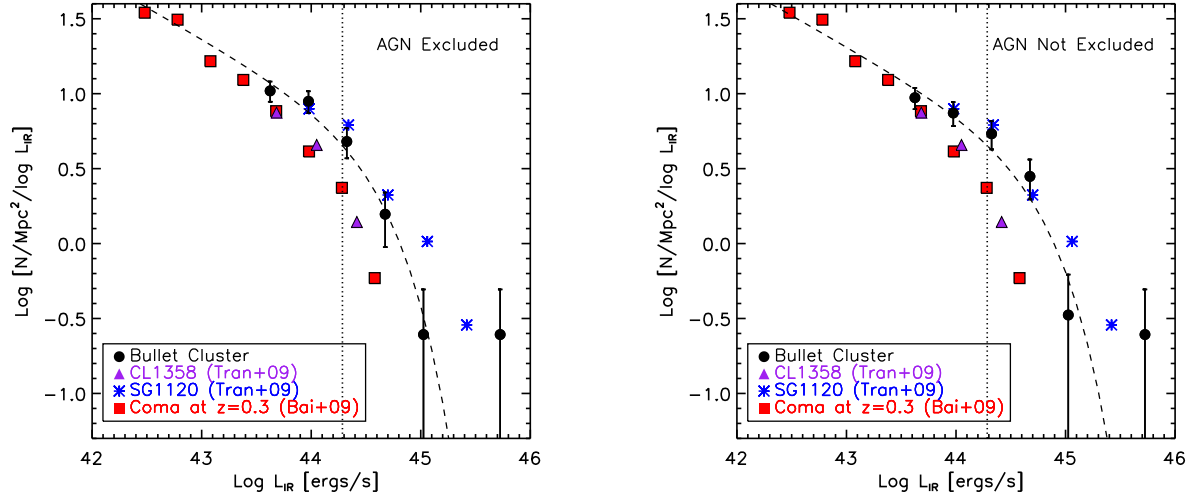 AGN Excluded
1.5
1.0
0.5
0.0
−0.5
−1.0
Log [N/Mpc²/log L_IR]
Bullet Cluster
CL1358 (Tran+09)
SG1120 (Tran+09)
Coma at z=0.3 (Bai+09)
42 43 44 45 46
Log L_IR [ergs/s]
AGN Not Excluded
1.5
1.0
0.5
0.0
−0.5
−1.0
Log [N/Mpc²/log L_IR]
Bullet Cluster
CL1358 (Tran+09)
SG1120 (Tran+09)
Coma at z=0.3 (Bai+09)
42 43 44 45 46
Log L_IR [ergs/s]